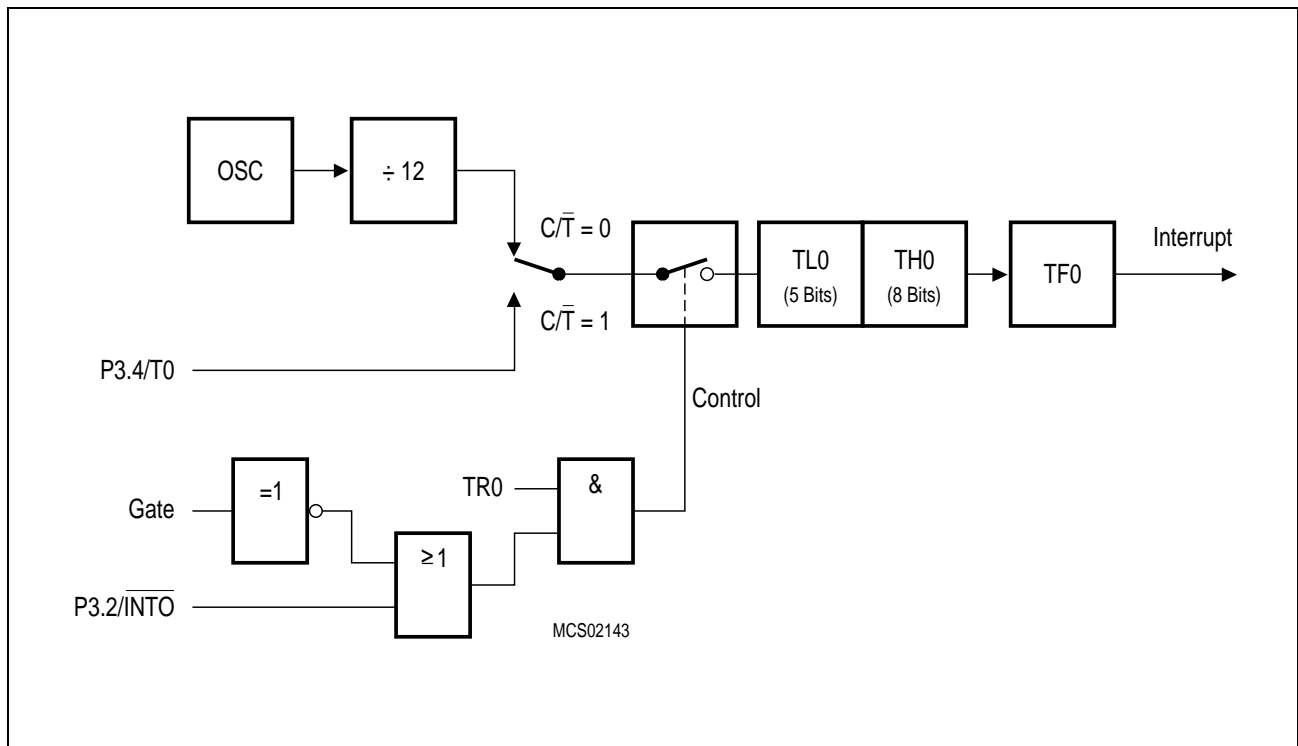 OSC
÷ 12
C/T̅ = 0
C/T̅ = 1
TL0
(5 Bits)
TH0
(8 Bits)
TF0
Interrupt
P3.4/T0
Control
TR0
&
=1
Gate
≥ 1
P3.2/I̅N̅T̅O̅
MCS02143